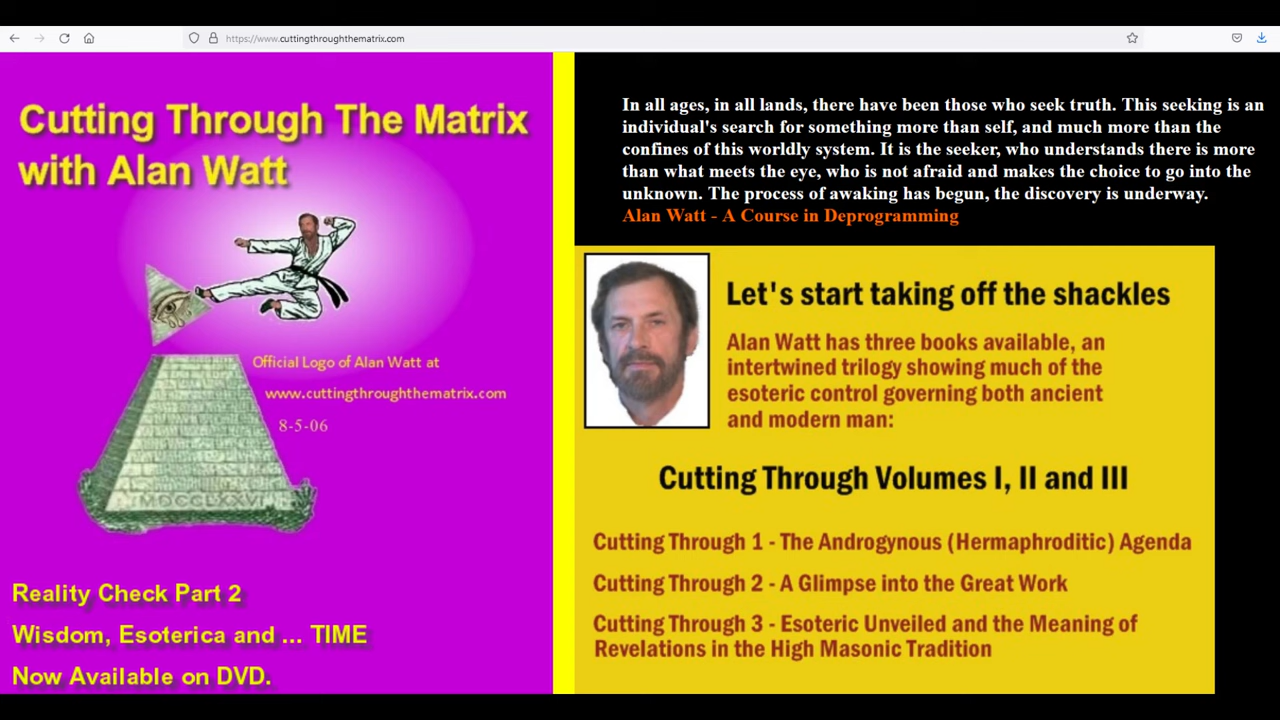 https://www.cuttingthroughthematrix.com
Cutting Through The Matrix
with Alan Watt
Official Logo of Alan Watt at
www.cuttingthroughthematrix.com
8-5-06
MDCCLXXVI
Reality Check Part 2
Wisdom, Esoterica and ... TIME
Now Available on DVD.
In all ages, in all lands, there have been those who seek truth. This seeking is an
individual's search for something more than self, and much more than the
confines of this worldly system. It is the seeker, who understands there is more
than what meets the eye, who is not afraid and makes the choice to go into the
unknown. The process of awaking has begun, the discovery is underway.
Alan Watt - A Course in Deprogramming
Let's start taking off the shackles
Alan Watt has three books available, an
intertwined trilogy showing much of the
esoteric control governing both ancient
and modern man:
Cutting Through Volumes I, II and III
Cutting Through 1 - The Androgynous (Hermaphroditic) Agenda
Cutting Through 2 - A Glimpse into the Great Work
Cutting Through 3 - Esoteric Unveiled and the Meaning of
Revelations in the High Masonic Tradition